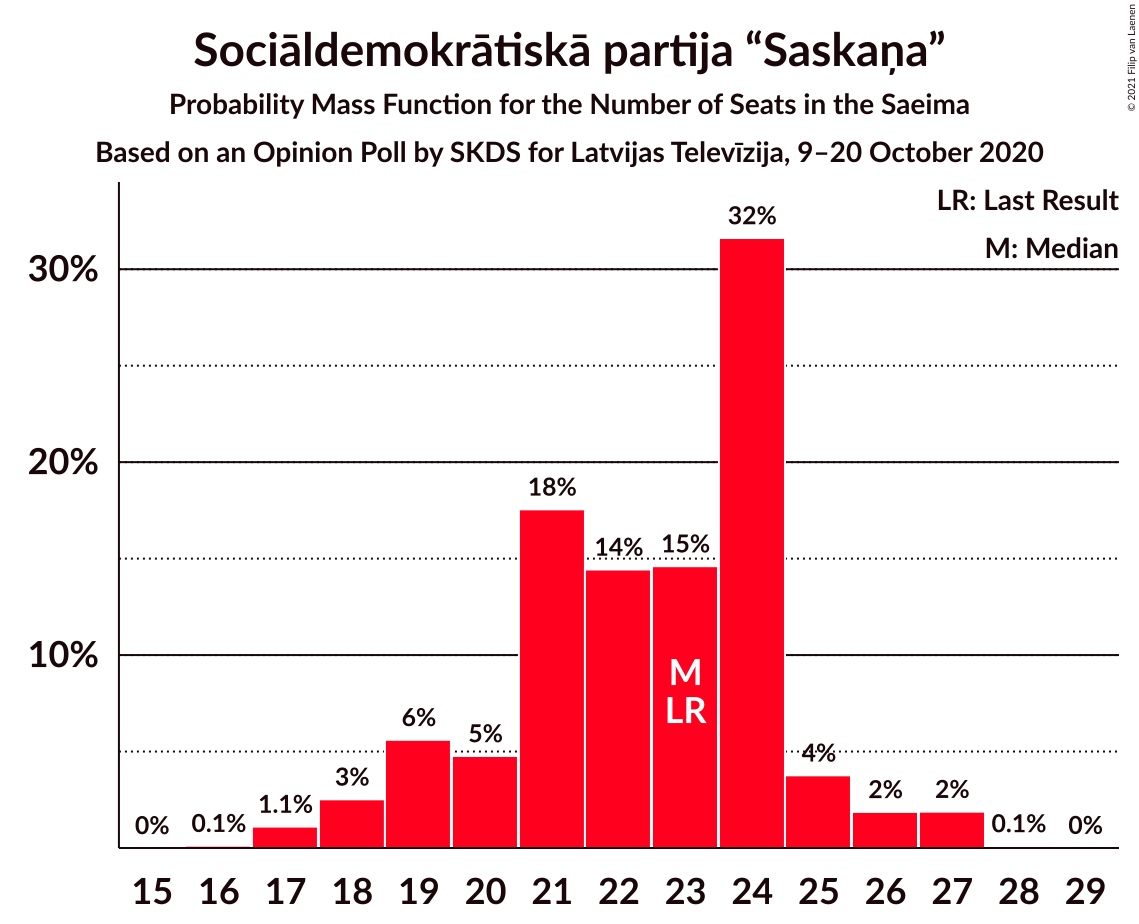 Sociāldemokrātiskā partija “Saskaņa”
Probability Mass Function for the Number of Seats in the Saeima
Based on an Opinion Poll by SKDS for Latvijas Televīzija, 9–20 October 2020
© 2021 Filip van Laenen
LR: Last Result
M: Median
30%
20%
10%
0%
0.1%
1.1%
3%
6%
5%
18%
14%
15%
32%
4%
2%
2%
0.1%
0%
M
LR
15 16 17 18 19 20 21 22 23 24 25 26 27 28 29